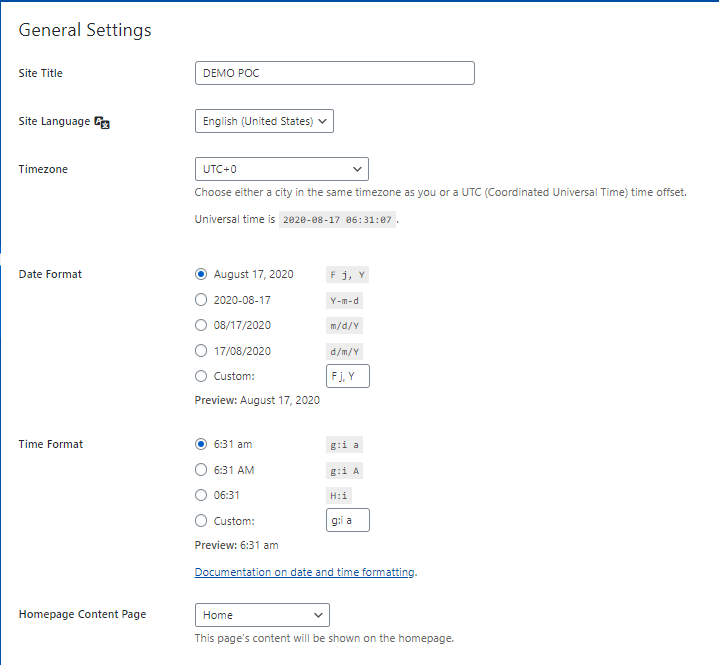 General Settings
Site Title DEMO POC
Site Language English (United States)
Timezone UTC+0
Choose either a city in the same timezone as you or a UTC (Coordinated Universal Time) time offset.
Universal time is 2020-08-17 06:31:07 .
Date Format August 17, 2020 F j, Y
2020-08-17 Y-m-d
08/17/2020 m/d/Y
17/08/2020 d/m/Y
Custom: F j, Y
Preview: August 17, 2020
Time Format 6:31 am g:i a
6:31 AM g:i A
06:31 H:i
Custom: g:i a
Preview: 6:31 am
Documentation on date and time formatting.
Homepage Content Page Home
This page's content will be shown on the homepage.